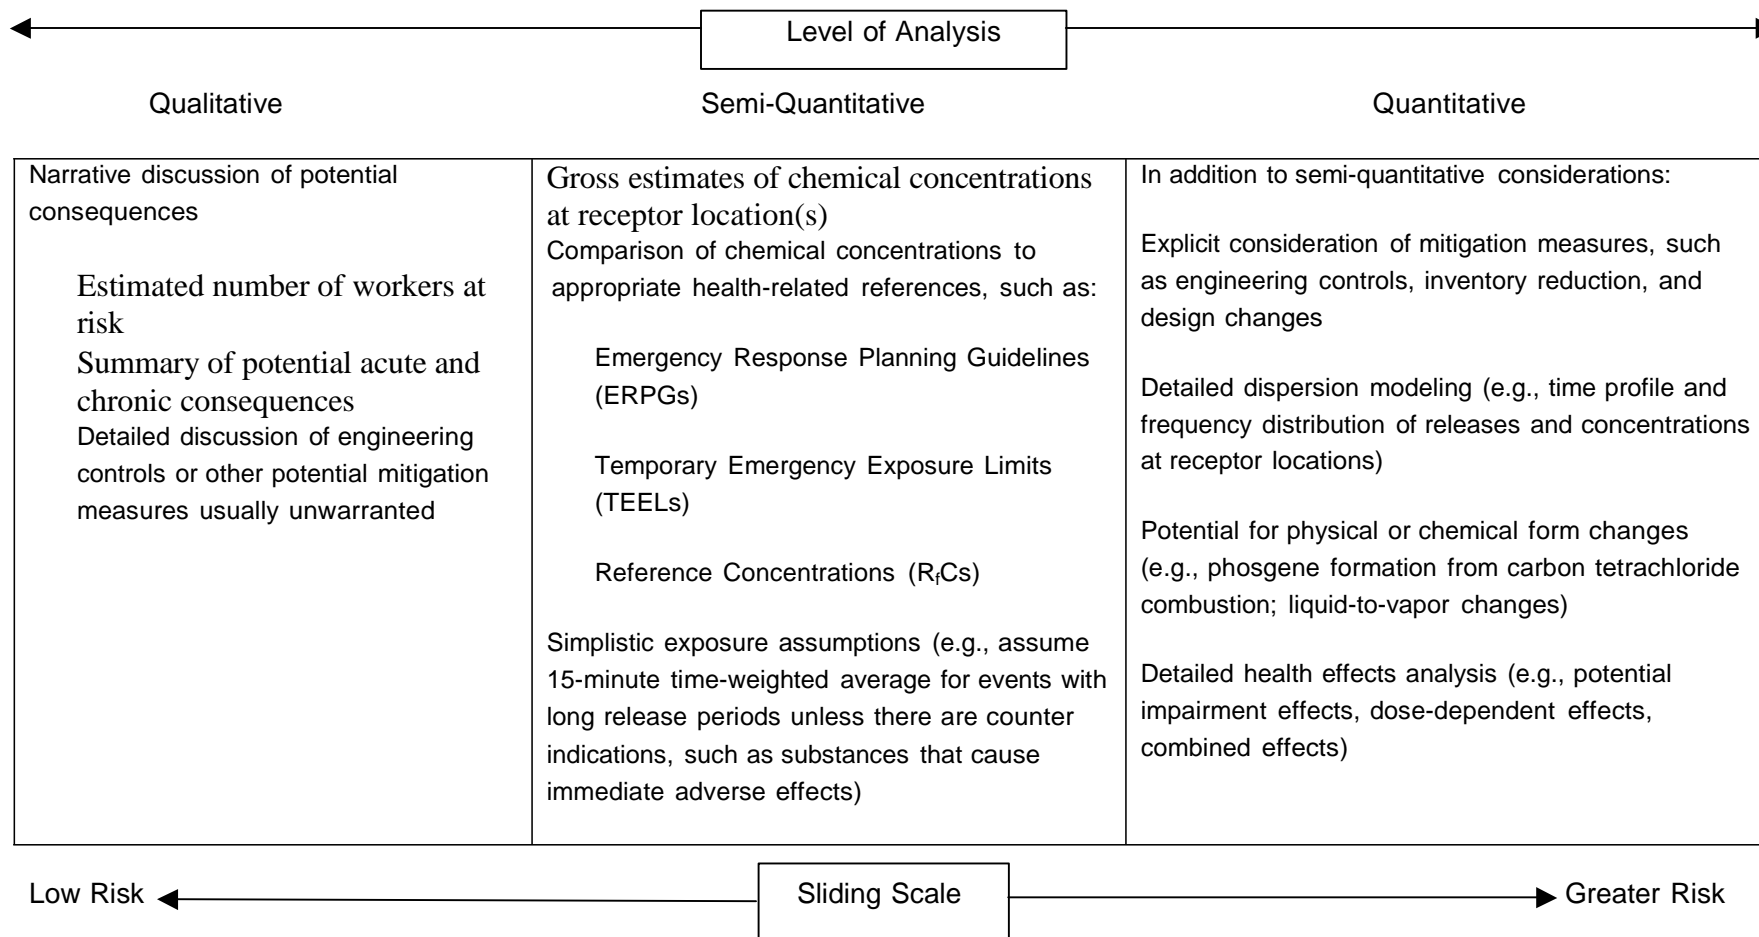 Level of Analysis
Qualitative
Semi-Quantitative
Quantitative
Narrative discussion of potential
consequences
Estimated number of workers at
risk
Summary of potential acute and
chronic consequences
Detailed discussion of engineering
controls or other potential mitigation
measures usually unwarranted
Gross estimates of chemical concentrations
at receptor location(s)
Comparison of chemical concentrations to
appropriate health-related references, such as:
Emergency Response Planning Guidelines
(ERPGs)
Temporary Emergency Exposure Limits
(TEELs)
Reference Concentrations (RfCs)
Simplistic exposure assumptions (e.g., assume
15-minute time-weighted average for events with
long release periods unless there are counter
indications, such as substances that cause
immediate adverse effects)
In addition to semi-quantitative considerations:
Explicit consideration of mitigation measures, such
as engineering controls, inventory reduction, and
design changes
Detailed dispersion modeling (e.g., time profile and
frequency distribution of releases and concentrations
at receptor locations)
Potential for physical or chemical form changes
(e.g., phosgene formation from carbon tetrachloride
combustion; liquid-to-vapor changes)
Detailed health effects analysis (e.g., potential
impairment effects, dose-dependent effects,
combined effects)
Low Risk
Sliding Scale
Greater Risk